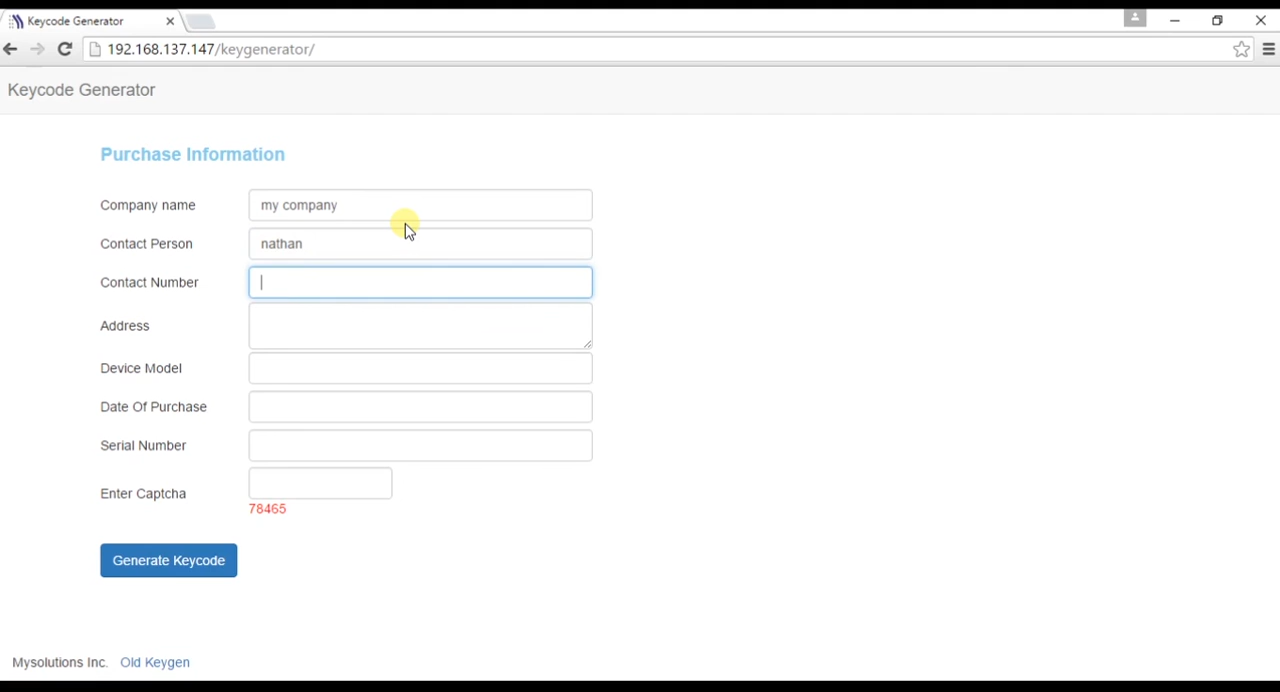 Keycode Generator
192.168.137.147/keygenerator/
Keycode Generator
Purchase Information
Company name my company
Contact Person nathan
Contact Number
Address
Device Model
Date Of Purchase
Serial Number
Enter Captcha
78465
Generate Keycode
Mysolutions Inc. Old Keygen